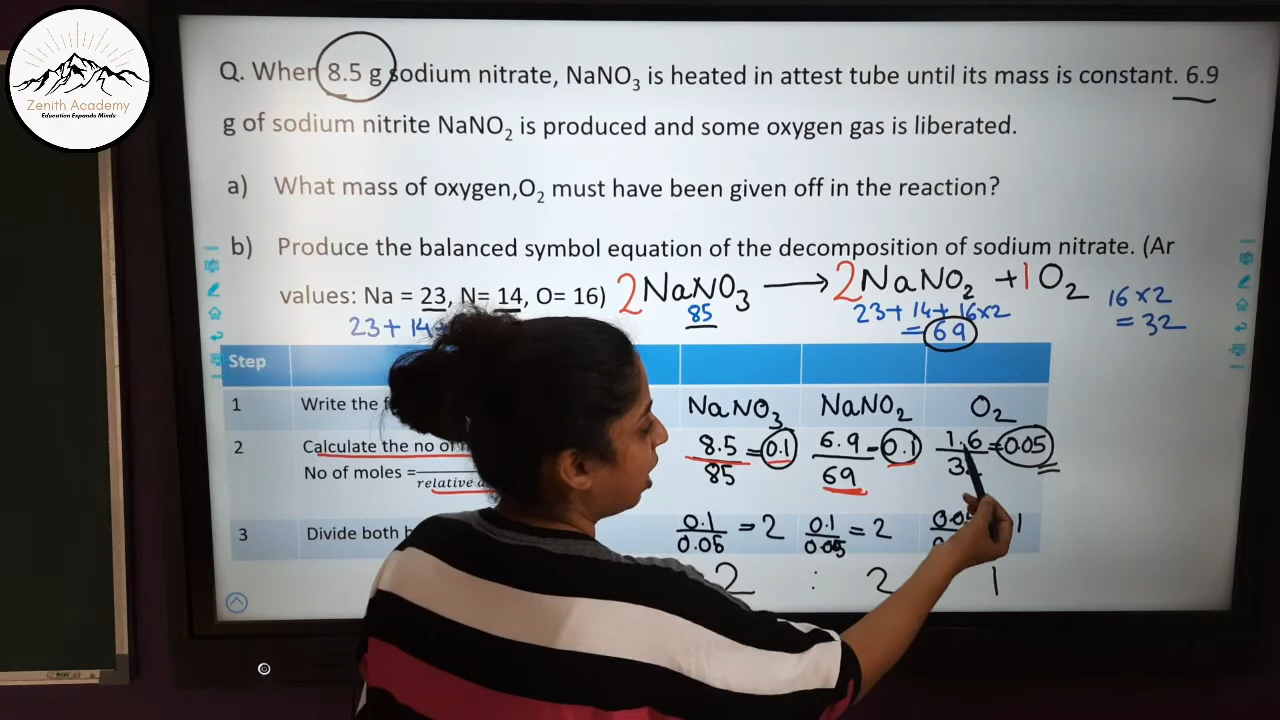 Zenith Academy
Education Expands Minds
Q. When 8.5 g sodium nitrate, NaNO₃ is heated in attest tube until its mass is constant. 6.9
g of sodium nitrite NaNO₂ is produced and some oxygen gas is liberated.
a) What mass of oxygen,O₂ must have been given off in the reaction?
b) Produce the balanced symbol equation of the decomposition of sodium nitrate. (Ar
values: Na = 23, N= 14, O= 16) 2NaNO₃ → 2NaNO₂ + 1O₂
16×2
= 32
23+ 14+
85
23+ 14+ 16×2
= 69
Step
1 Write the NaNO₃ NaNO₂ O₂
2 Calculate the no of
8.5/85 = 0.1 6.9/69 = 0.1 = 0.05
No of moles = relative
3 Divide both
0.1/0.05 = 2 0.1/0.05 = 2 1
2 : 2 1